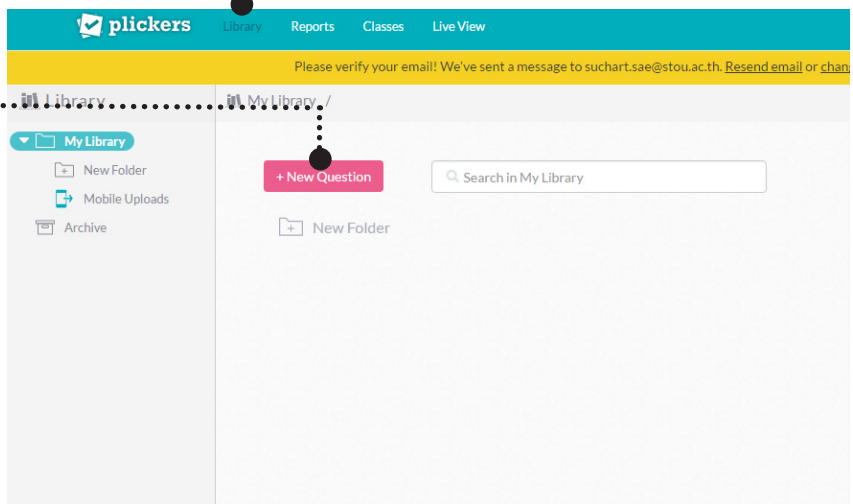 plickers Library Reports Classes Live View
Please verify your email! We've sent a message to suchart.sae@stou.ac.th. Resend email or chang
Library
My Library /
My Library
New Folder
Mobile Uploads
Archive
+ New Question
Search in My Library
New Folder